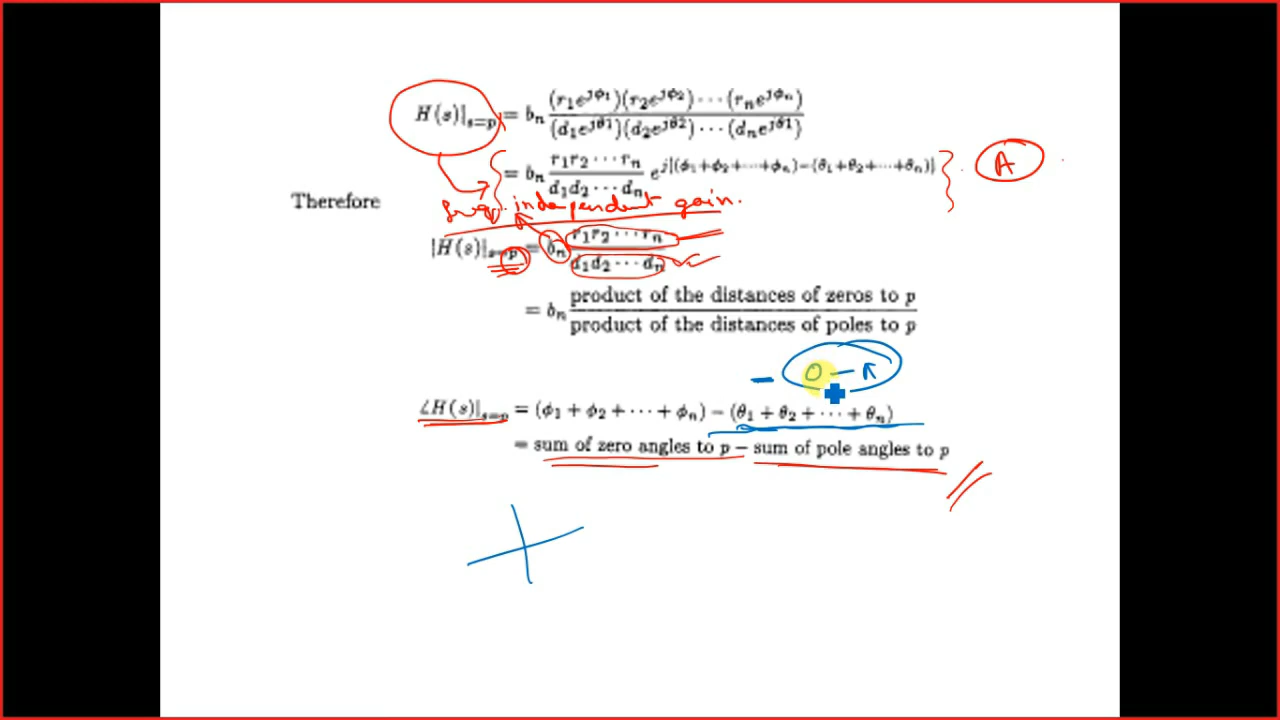 H(s)|ₛ₌ₚ = bₙ (r₁e^{jϕ₁})(r₂e^{jϕ₂})···(rₙe^{jϕₙ}) / (d₁e^{jθ1})(d₂e^{jθ2})···(dₙe^{jθ1})
= bₙ r₁r₂···rₙ / d₁d₂···dₙ e^{j[(ϕ₁+ϕ₂+···+ϕₙ)−(θ₁+θ₂+···+θₙ)]} A
Therefore
independent gain.
|H(s)|ₛ₌ₚ = bₙ r₁r₂···rₙ / d₁d₂···dₙ
= bₙ product of the distances of zeros to p / product of the distances of poles to p
− 0 − π
∠H(s)|ₛ₌ₚ = (ϕ₁ + ϕ₂ + ··· + ϕₙ) − (θ₁ + θ₂ + ··· + θₙ)
= sum of zero angles to p − sum of pole angles to p